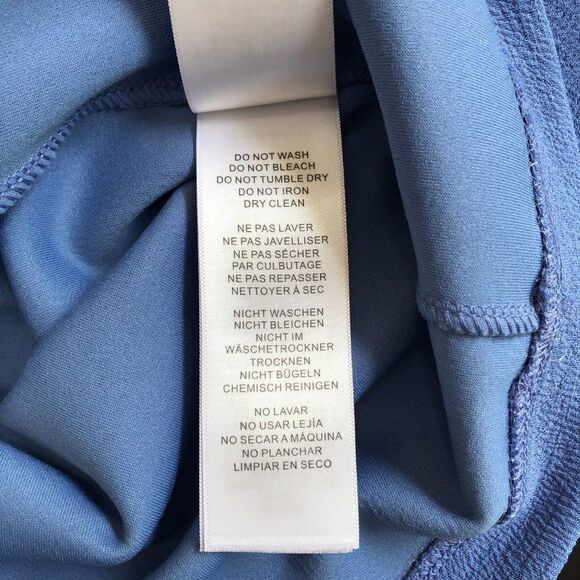 DO NOT WASH
DO NOT BLEACH
DO NOT TUMBLE DRY
DO NOT IRON
DRY CLEAN
NE PAS LAVER
NE PAS JAVELLISER
NE PAS SÉCHER
PAR CULBUTAGE
NE PAS REPASSER
NETTOYER À SEC
NICHT WASCHEN
NICHT BLEICHEN
NICHT IM
WÄSCHETROCKNER
TROCKNEN
NICHT BÜGELN
CHEMISCH REINIGEN
NO LAVAR
NO USAR LEJÍA
NO SECAR A MÁQUINA
NO PLANCHAR
LIMPIAR EN SECO